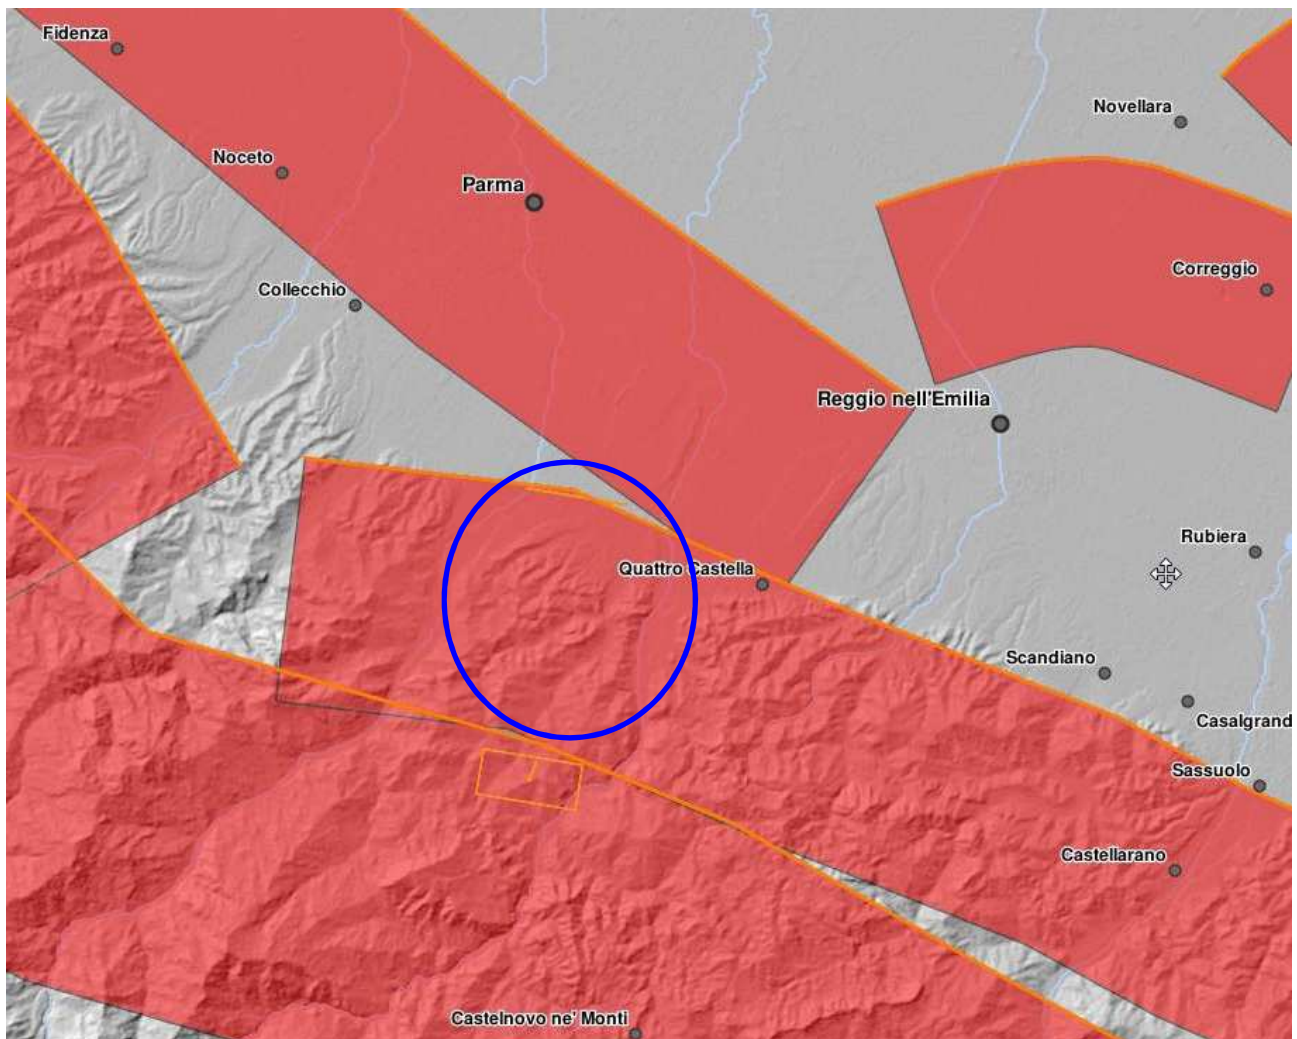 Fidenza
Novellara
Noceto
Parma
Correggio
Collecchio
Reggio nell'Emilia
Rubiera
Quattro Castella
Scandiano
Casalgrand
Sassuolo
Castellarano
Castelnovo ne' Monti